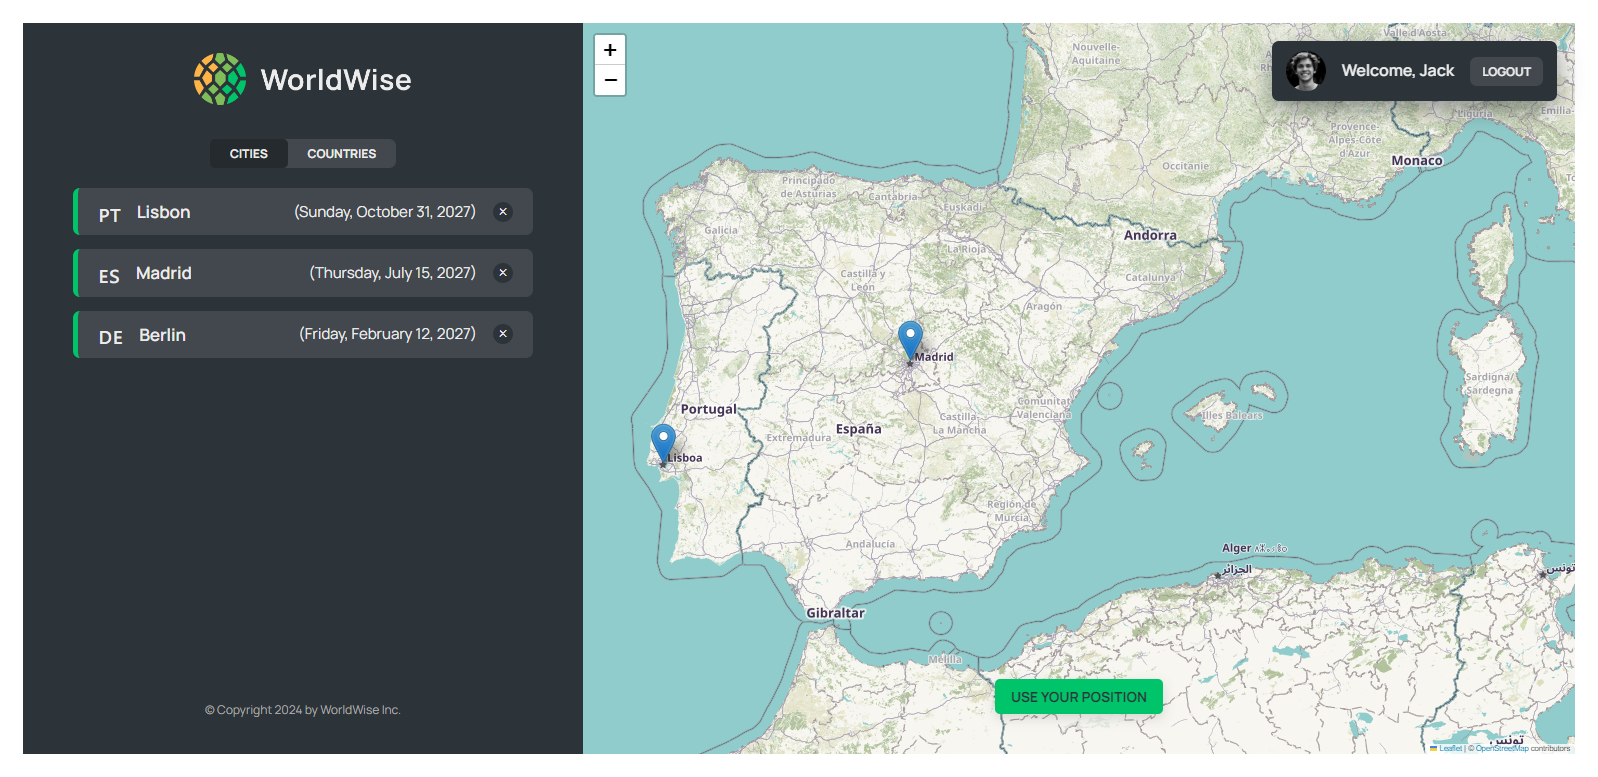 WorldWise
CITIES
COUNTRIES
PT Lisbon (Sunday, October 31, 2027) ×
ES Madrid (Thursday, July 15, 2027) ×
DE Berlin (Friday, February 12, 2027) ×
© Copyright 2024 by WorldWise Inc.
+
−
Welcome, Jack
LOGOUT
Nouvelle-
Aquitaine
Valle d'Aosta
Liguria
Emilia-
Provence-
Alpes-Côte
d'Azur
Monaco
Occitanie
Principado
de Asturias
Cantabria
Euskadi
Galicia
La Rioja
Andorra
Castilla y
León
Catalunya
Aragón
Madrid
Sardigna/
Sardegna
Portugal
España
Castilla-
La Mancha
Comunitat
Valenciana
Illes Balears
Extremadura
Lisboa
Región de
Murcia
Andalucía
Alger
الجزائر
تونس
Gibraltar
Melilla
USE YOUR POSITION
تونس
Leaflet | © OpenStreetMap contributors